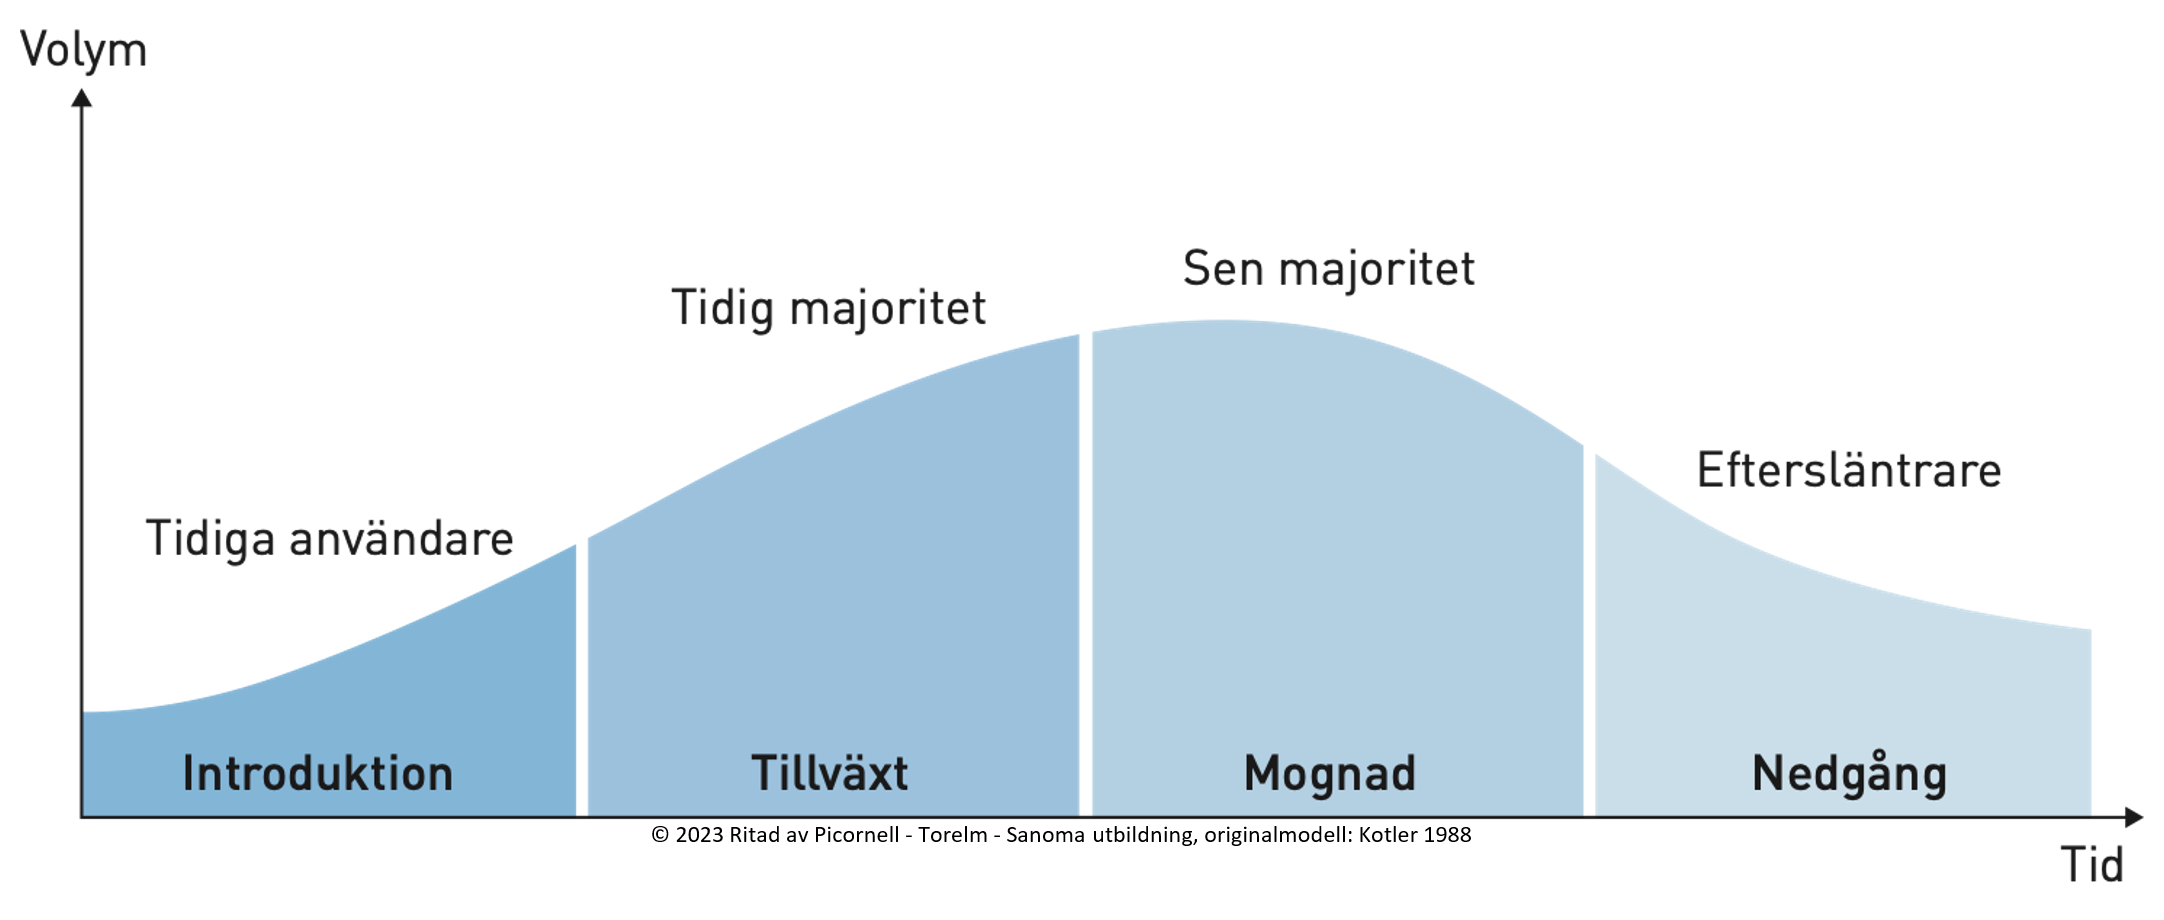 Volym
Sen majoritet
Tidig majoritet
Eftersläntrare
Tidiga användare
Introduktion
Tillväxt
Mognad
Nedgång
© 2023 Ritad av Picornell - Torelm - Sanoma utbildning, originalmodell: Kotler 1988
Tid